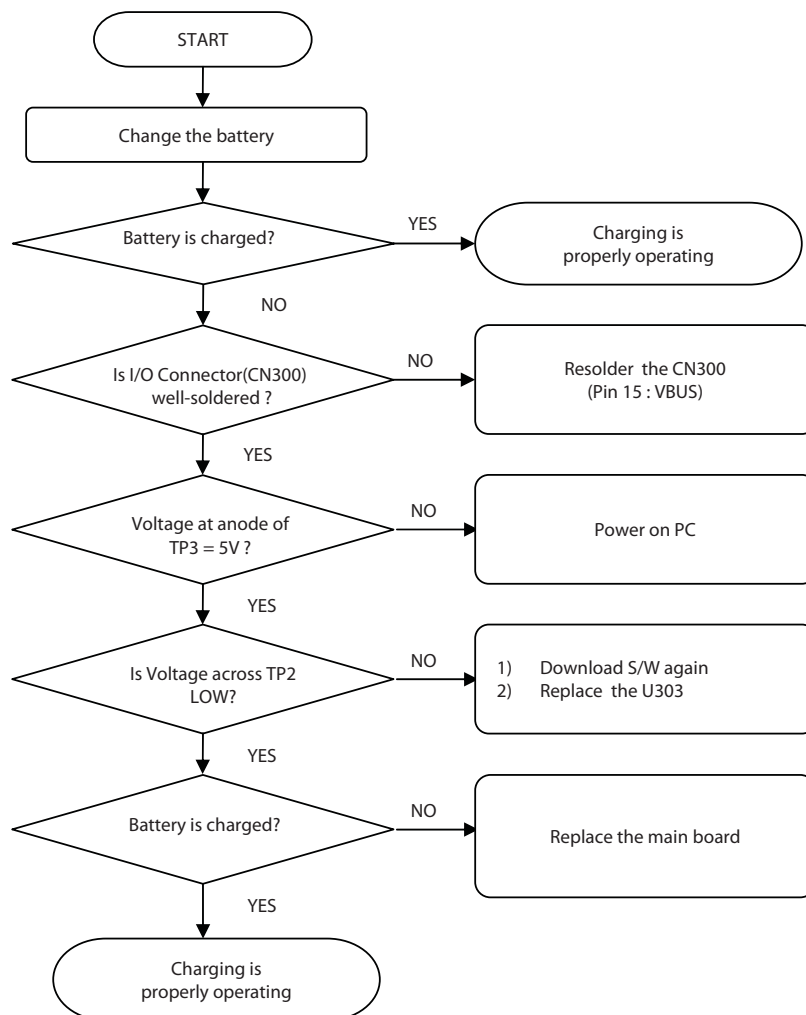 START
Change the battery
Battery is charged?
YES
Charging is
properly operating
NO
Is I/O Connector(CN300)
well-soldered ?
NO
Resolder the CN300
(Pin 15 : VBUS)
YES
Voltage at anode of
TP3 = 5V ?
NO
Power on PC
YES
Is Voltage across TP2
LOW?
NO
1) Download S/W again
2) Replace the U303
YES
Battery is charged?
NO
Replace the main board
YES
Charging is
properly operating